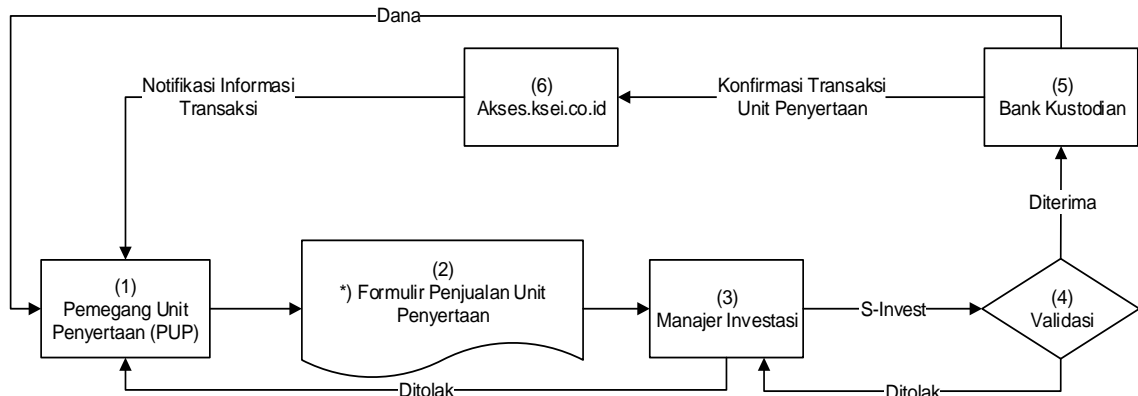 Dana
Notifikasi Informasi
Transaksi
(6)
Akses.ksei.co.id
Konfirmasi Transaksi
Unit Penyertaan
(5)
Bank Kustodian
Diterima
(1)
Pemegang Unit
Penyertaan (PUP)
(2)
*) Formulir Penjualan Unit
Penyertaan
(3)
Manajer Investasi
S-Invest
(4)
Validasi
Ditolak
Ditolak